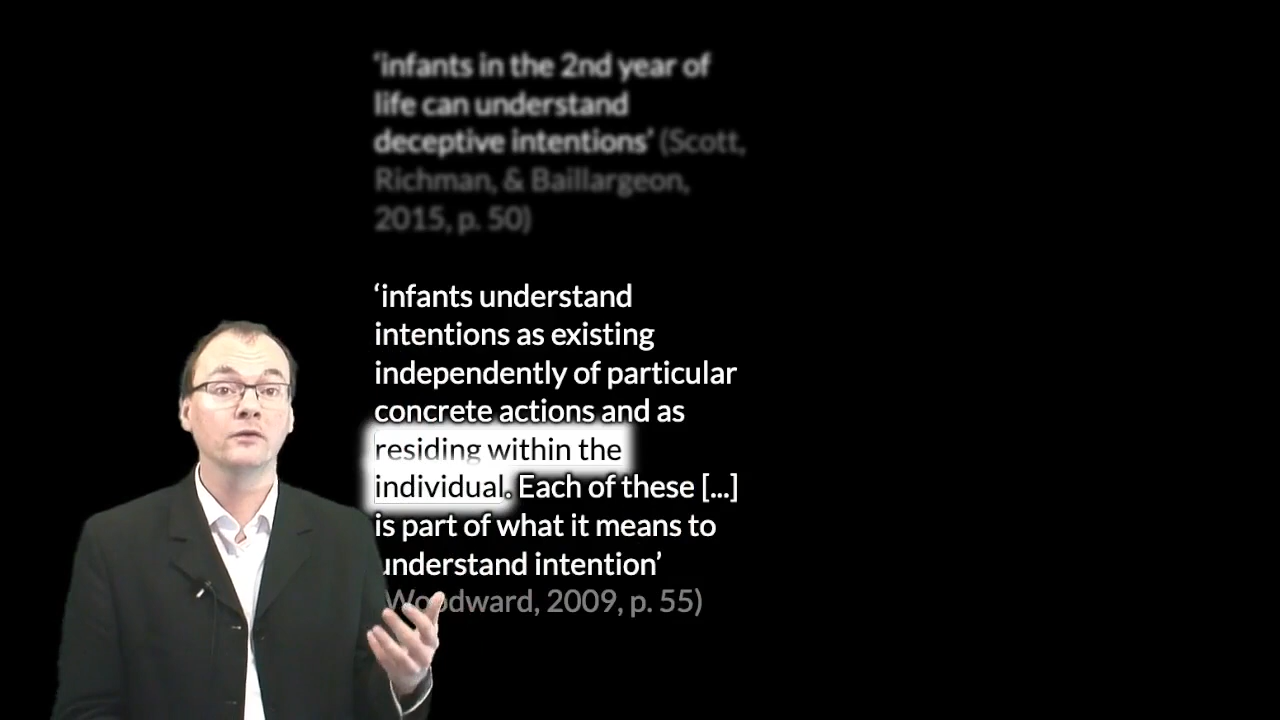 ‘infants in the 2nd year of
life can understand
deceptive intentions’ (Scott,
Richman, & Baillargeon,
2015, p. 50)
‘infants understand
intentions as existing
independently of particular
concrete actions and as
residing within the
individual. Each of these [...]
is part of what it means to
understand intention’
Woodward, 2009, p. 55)